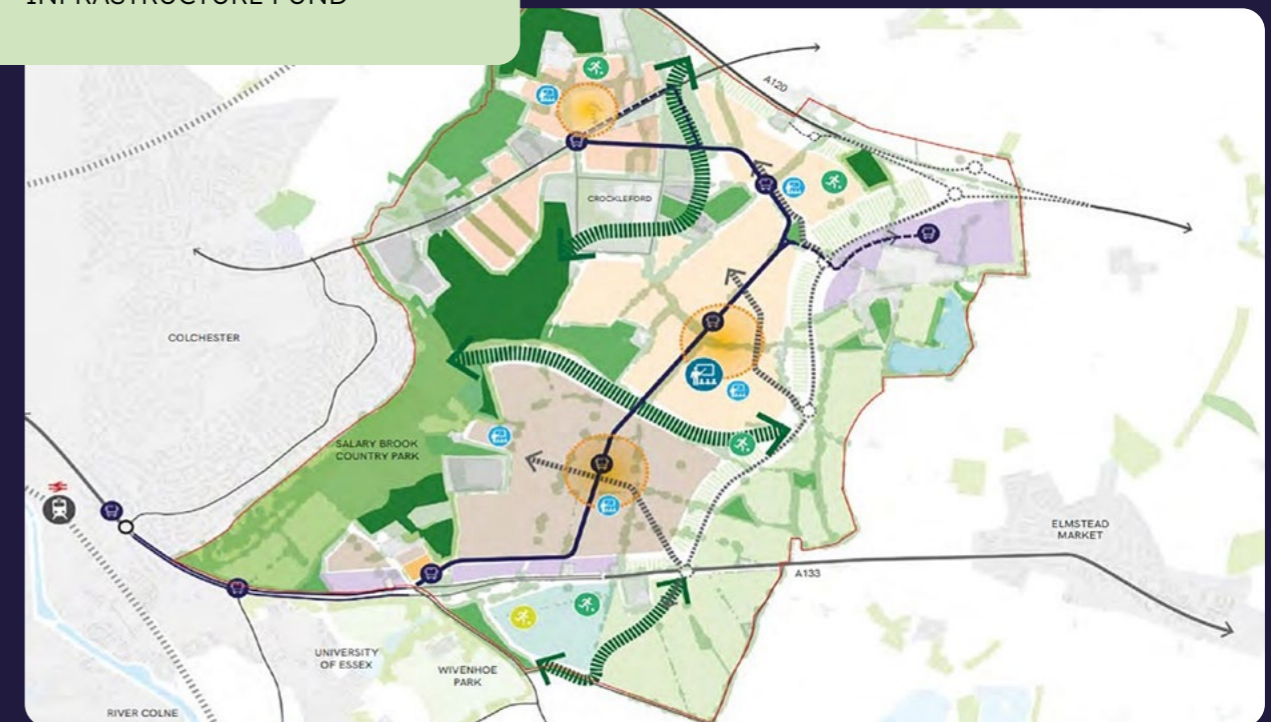 INFRASTRUCTURE FUND
A120
CROCKLEFORD
COLCHESTER
SALARY BROOK
COUNTRY PARK
ELMSTEAD
MARKET
A133
UNIVERSITY
OF ESSEX
WIVENHOE
PARK
RIVER COLNE